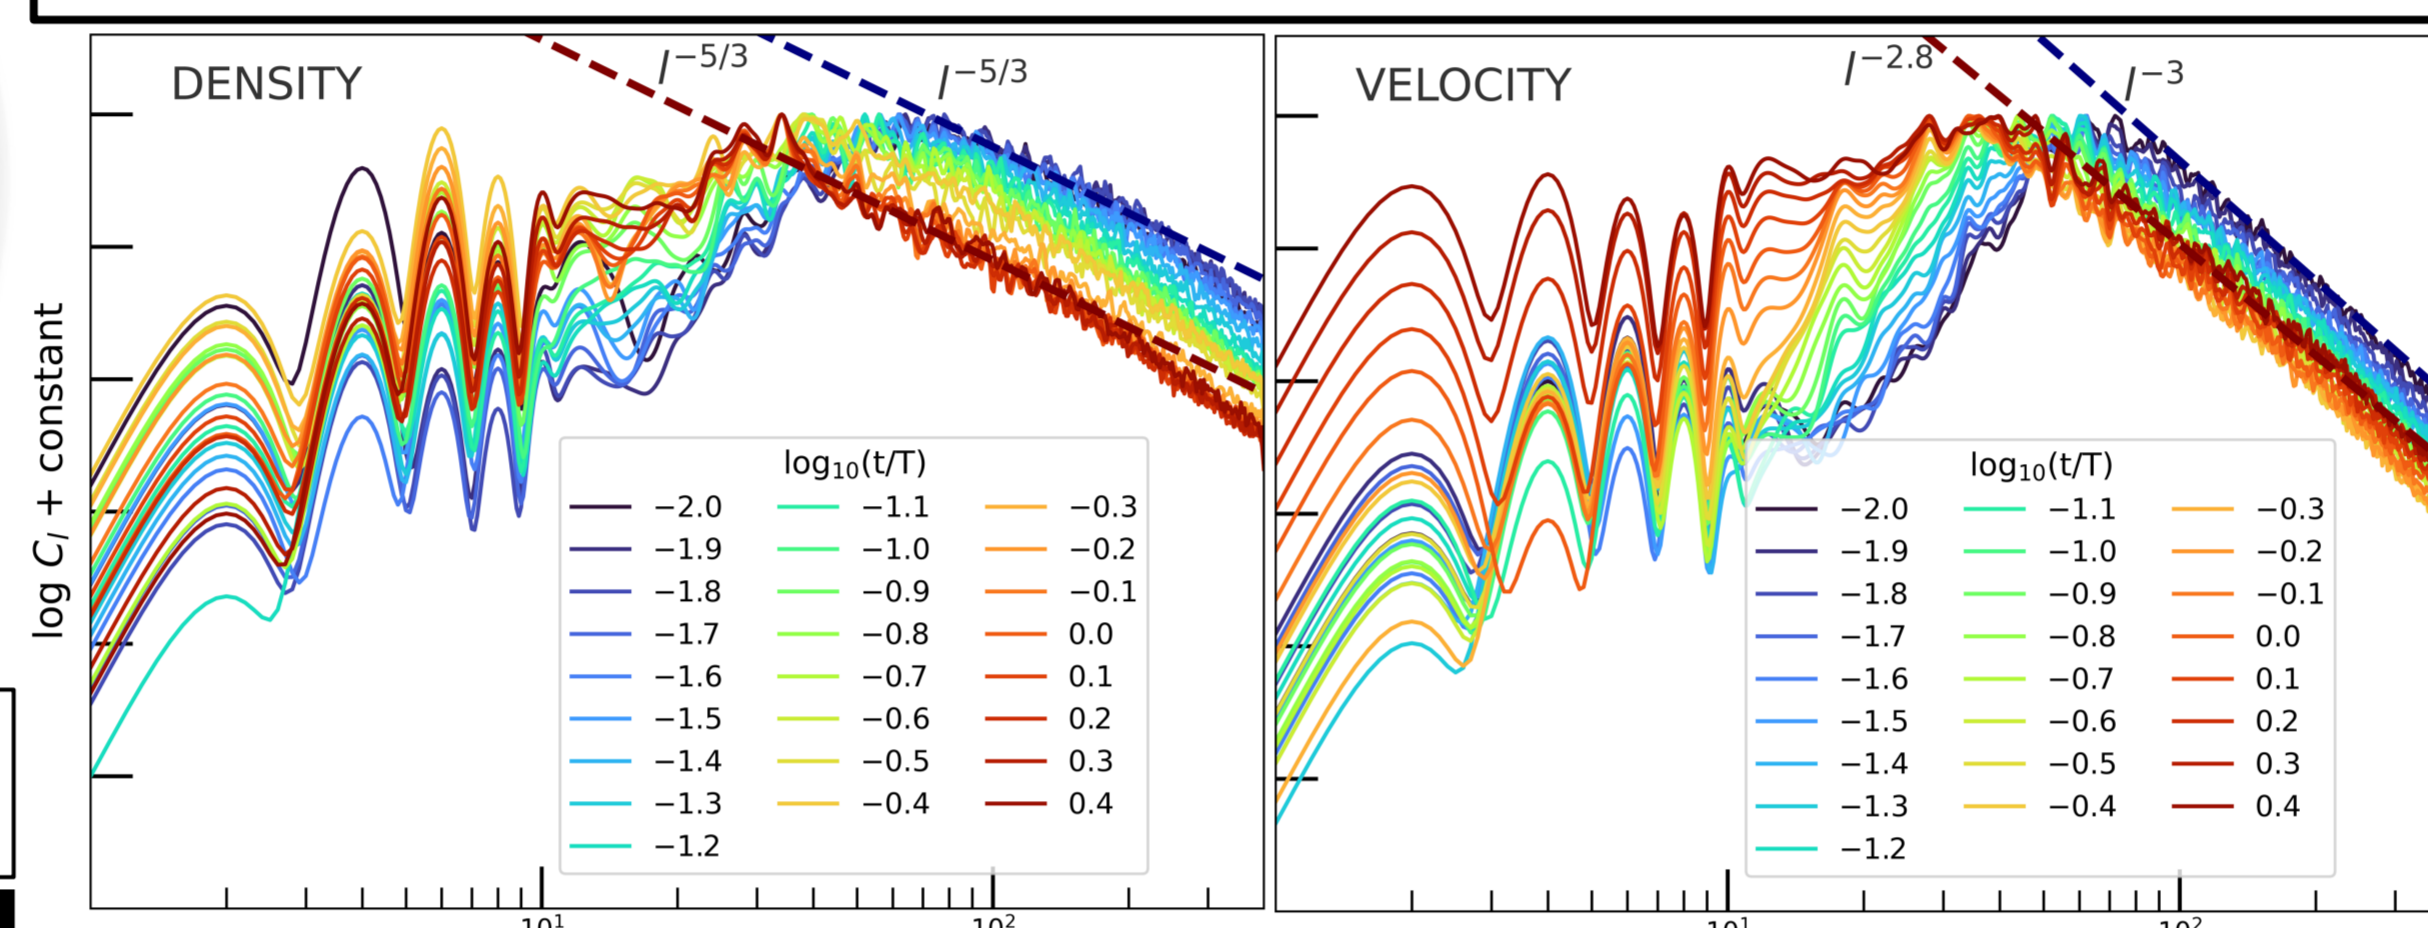 DENSITY
l^{−5/3}
l^{−5/3}
log C_l + constant
log₁₀(t/T)
−2.0 −1.1 −0.3
−1.9 −1.0 −0.2
−1.8 −0.9 −0.1
−1.7 −0.8 0.0
−1.6 −0.7 0.1
−1.5 −0.6 0.2
−1.4 −0.5 0.3
−1.3 −0.4 0.4
−1.2
10¹ 10²
VELOCITY
l^{−2.8}
l^{−3}
log₁₀(t/T)
−2.0 −1.1 −0.3
−1.9 −1.0 −0.2
−1.8 −0.9 −0.1
−1.7 −0.8 0.0
−1.6 −0.7 0.1
−1.5 −0.6 0.2
−1.4 −0.5 0.3
−1.3 −0.4 0.4
−1.2
10¹ 10²